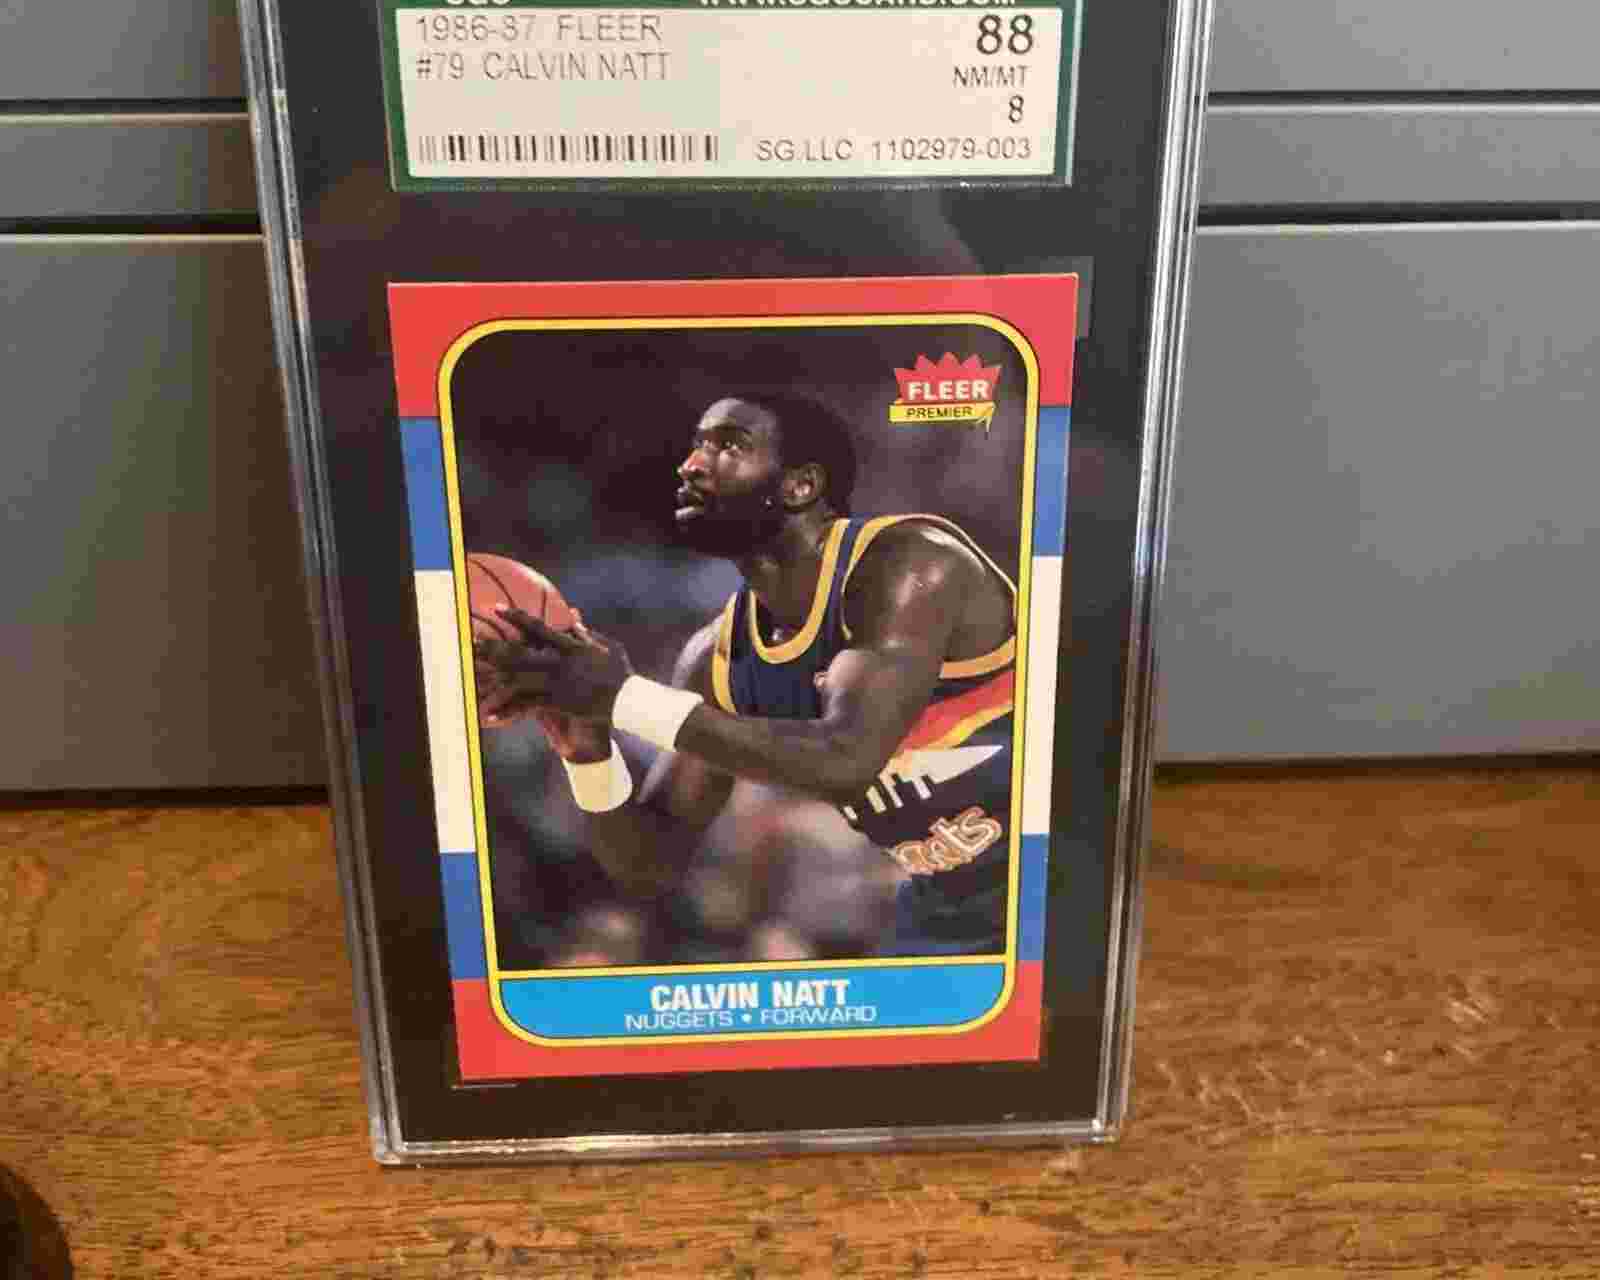 1986-87 FLEER
88
#79 CALVIN NATT
NM/MT
8
SG LLC 1102979-003
FLEER
PREMIER
CALVIN NATT
NUGGETS • FORWARD